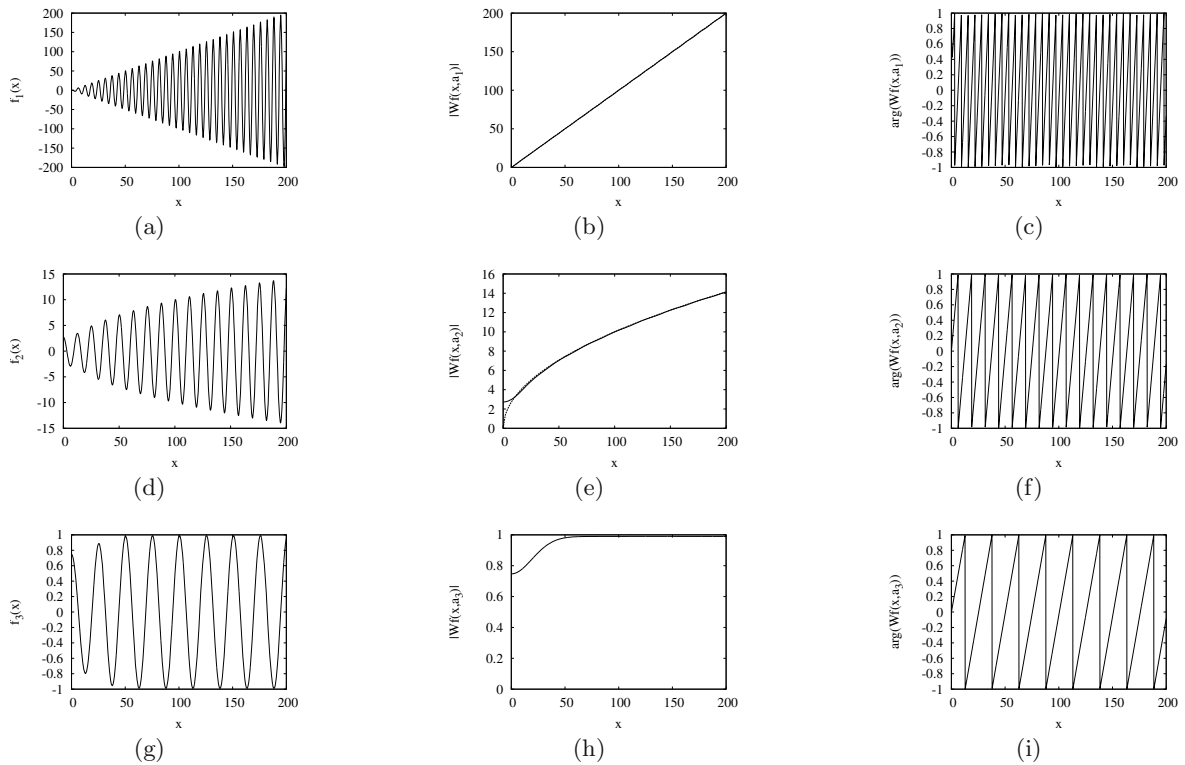 200
150
100
50
0
-50
-100
-150
-200
f1(x)
0 50 100 150 200
x
(a)
200
150
100
50
0
|Wf(x,a1)|
0 50 100 150 200
x
(b)
1
0.8
0.6
0.4
0.2
0
-0.2
-0.4
-0.6
-0.8
-1
arg(Wf(x,a1))
0 50 100 150 200
x
(c)
15
10
5
0
-5
-10
-15
f2(x)
0 50 100 150 200
x
(d)
16
14
12
10
8
6
4
2
0
|Wf(x,a2)|
0 50 100 150 200
x
(e)
1
0.8
0.6
0.4
0.2
0
-0.2
-0.4
-0.6
-0.8
-1
arg(Wf(x,a2))
0 50 100 150 200
x
(f)
1
0.8
0.6
0.4
0.2
0
-0.2
-0.4
-0.6
-0.8
-1
f3(x)
0 50 100 150 200
x
(g)
1
0.8
0.6
0.4
0.2
0
|Wf(x,a3)|
0 50 100 150 200
x
(h)
1
0.8
0.6
0.4
0.2
0
-0.2
-0.4
-0.6
-0.8
-1
arg(Wf(x,a3))
0 50 100 150 200
x
(i)